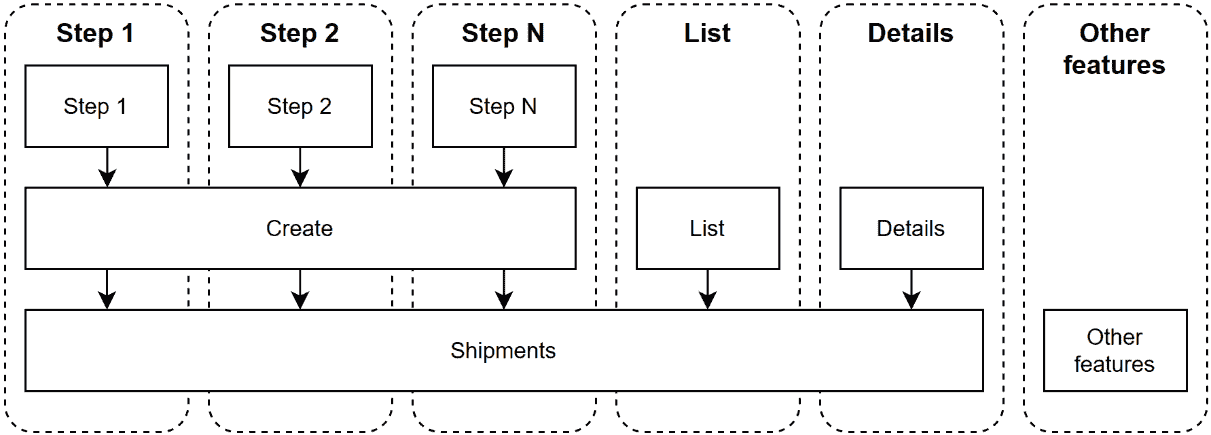 Step 1
Step 2
Step N
List
Details
Other
features
Step 1
Step 2
Step N
Create
List
Details
Shipments
Other
features